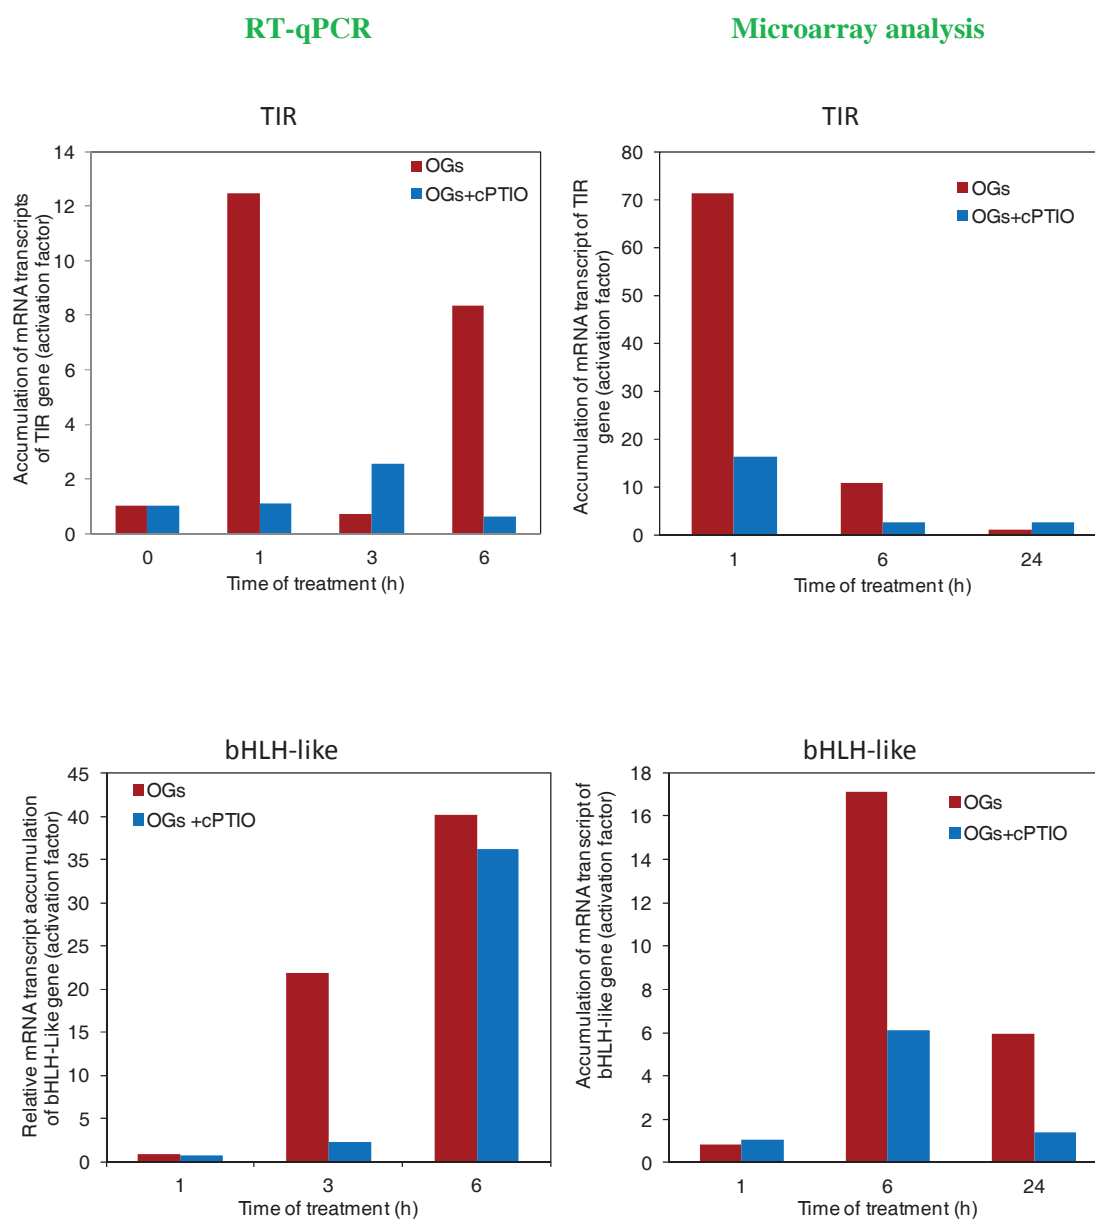 RT-qPCR
Microarray analysis
TIR
Accumulation of mRNA transcripts
of TIR gene (activation factor)
14
12
10
8
6
4
2
0
OGs
OGs+cPTIO
0 1 3 6
Time of treatment (h)
TIR
Accumulation of mRNA transcript of TIR
gene (activation factor)
80
70
60
50
40
30
20
10
0
OGs
OGs+cPTIO
1 6 24
Time of treatment (h)
bHLH-like
Relative mRNA transcript accumulation
of bHLH-Like gene (activation factor)
45
40
35
30
25
20
15
10
5
0
OGs
OGs +cPTIO
1 3 6
Time of treatment (h)
bHLH-like
Accumulation of mRNA transcript of
bHLH-like gene (activation factor)
18
16
14
12
10
8
6
4
2
0
OGs
OGs+cPTIO
1 6 24
Time of treatment (h)